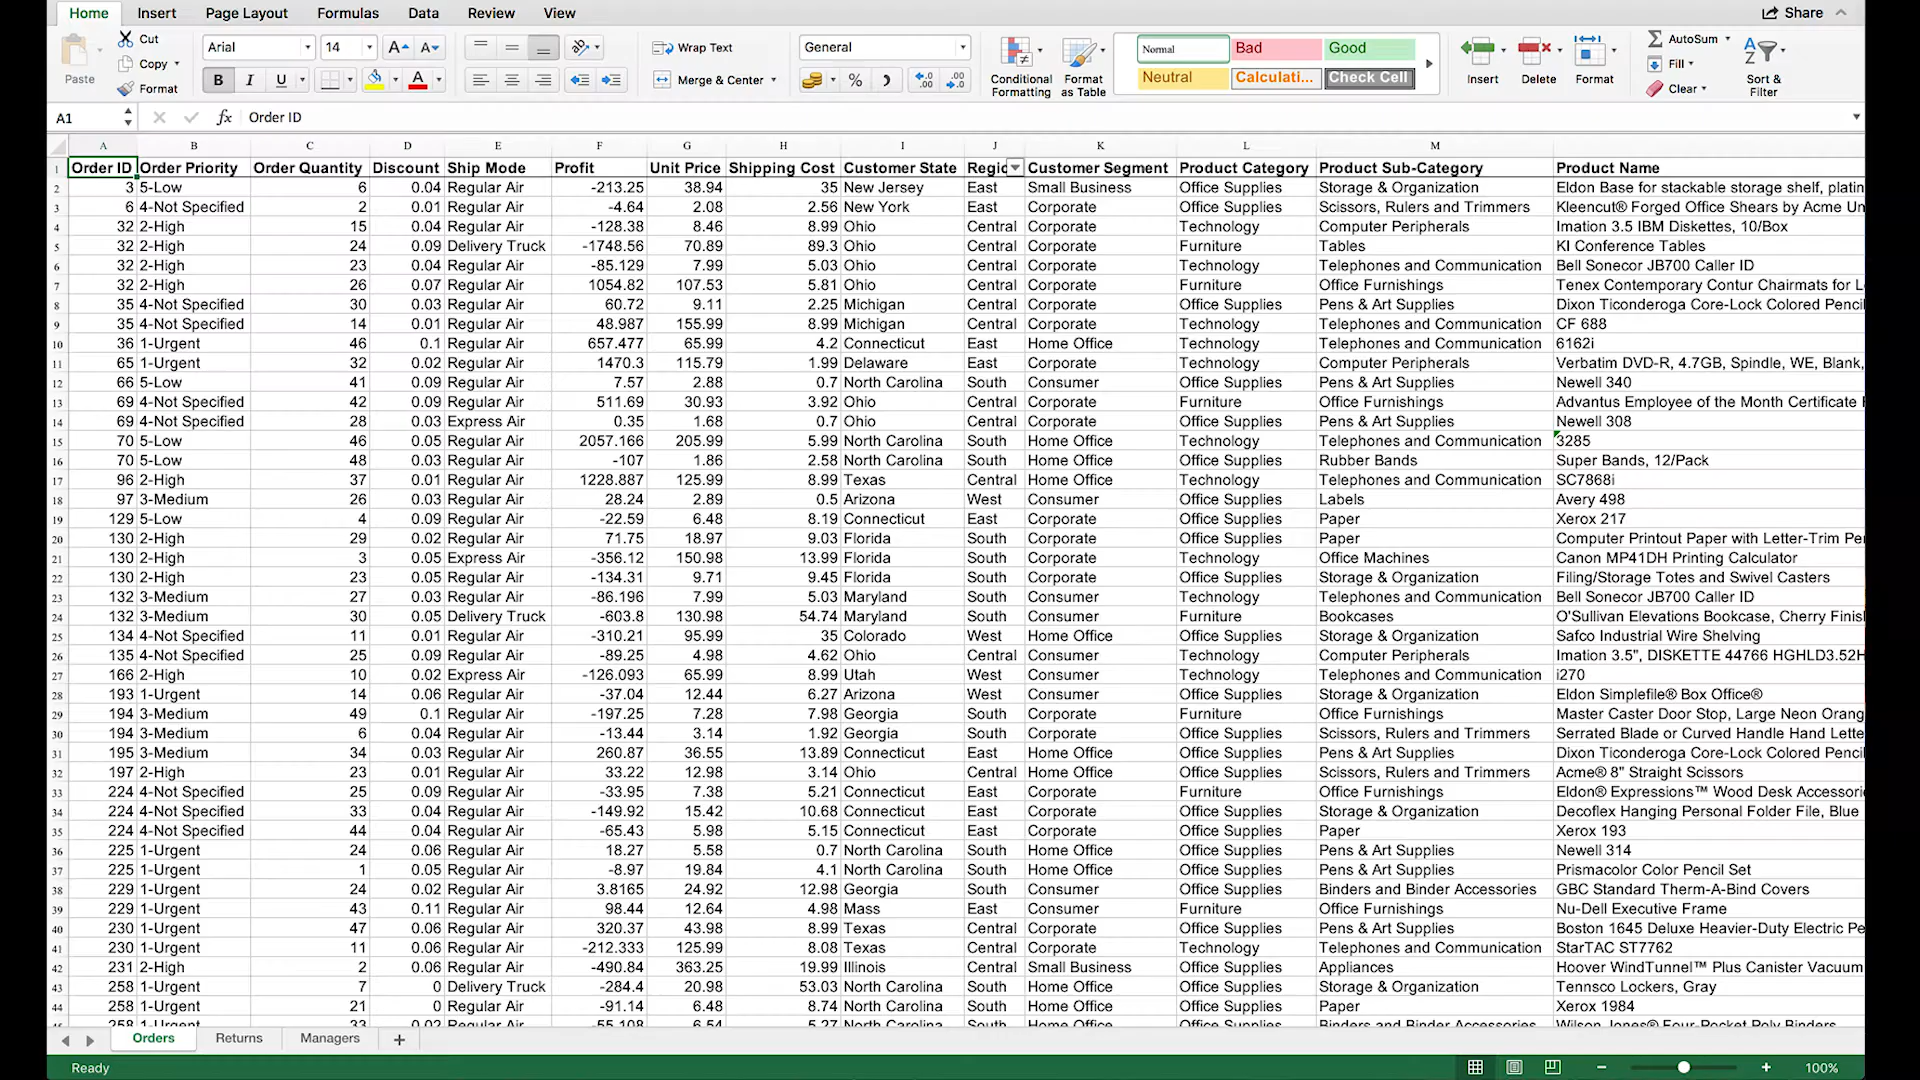 Home Insert Page Layout Formulas Data Review View Share
Cut Arial 14 Wrap Text General Normal Bad Good AutoSum
Copy Fill
Paste Format B I U Merge & Center % Conditional Formatting Format as Table Neutral Calculati... Check Cell Insert Delete Format Clear Sort & Filter
A1 fx Order ID
A B C D E F G H I J K L M
1 Order ID Order Priority Order Quantity Discount Ship Mode Profit Unit Price Shipping Cost Customer State Regic Customer Segment Product Category Product Sub-Category Product Name
2 3 5-Low 6 0.04 Regular Air -213.25 38.94 35 New Jersey East Small Business Office Supplies Storage & Organization Eldon Base for stackable storage shelf, platin
3 6 4-Not Specified 2 0.01 Regular Air -4.64 2.08 2.56 New York East Corporate Office Supplies Scissors, Rulers and Trimmers Kleencut® Forged Office Shears by Acme Un
4 32 2-High 15 0.04 Regular Air -128.38 8.46 8.99 Ohio Central Corporate Technology Computer Peripherals Imation 3.5 IBM Diskettes, 10/Box
5 32 2-High 24 0.09 Delivery Truck -1748.56 70.89 89.3 Ohio Central Corporate Furniture Tables KI Conference Tables
6 32 2-High 23 0.04 Regular Air -85.129 7.99 5.03 Ohio Central Corporate Technology Telephones and Communication Bell Sonecor JB700 Caller ID
7 32 2-High 26 0.07 Regular Air 1054.82 107.53 5.81 Ohio Central Corporate Furniture Office Furnishings Tenex Contemporary Contur Chairmats for L
8 35 4-Not Specified 30 0.03 Regular Air 60.72 9.11 2.25 Michigan Central Corporate Office Supplies Pens & Art Supplies Dixon Ticonderoga Core-Lock Colored Pencil
9 35 4-Not Specified 14 0.01 Regular Air 48.987 155.99 8.99 Michigan Central Corporate Technology Telephones and Communication CF 688
10 36 1-Urgent 46 0.1 Regular Air 657.477 65.99 4.2 Connecticut East Home Office Technology Telephones and Communication 6162i
11 65 1-Urgent 32 0.02 Regular Air 1470.3 115.79 1.99 Delaware East Corporate Technology Computer Peripherals Verbatim DVD-R, 4.7GB, Spindle, WE, Blank,
12 66 5-Low 41 0.09 Regular Air 7.57 2.88 0.7 North Carolina South Consumer Office Supplies Pens & Art Supplies Newell 340
13 69 4-Not Specified 42 0.09 Regular Air 511.69 30.93 3.92 Ohio Central Corporate Furniture Office Furnishings Advantus Employee of the Month Certificate
14 69 4-Not Specified 28 0.03 Express Air 0.35 1.68 0.7 Ohio Central Corporate Office Supplies Pens & Art Supplies Newell 308
15 70 5-Low 46 0.05 Regular Air 2057.166 205.99 5.99 North Carolina South Home Office Technology Telephones and Communication 3285
16 70 5-Low 48 0.03 Regular Air -107 1.86 2.58 North Carolina South Home Office Office Supplies Rubber Bands Super Bands, 12/Pack
17 96 2-High 37 0.01 Regular Air 1228.887 125.99 8.99 Texas Central Home Office Technology Telephones and Communication SC7868i
18 97 3-Medium 26 0.03 Regular Air 28.24 2.89 0.5 Arizona West Consumer Office Supplies Labels Avery 498
19 129 5-Low 4 0.09 Regular Air -22.59 6.48 8.19 Connecticut East Corporate Office Supplies Paper Xerox 217
20 130 2-High 29 0.02 Regular Air 71.75 18.97 9.03 Florida South Corporate Office Supplies Paper Computer Printout Paper with Letter-Trim Pe
21 130 2-High 3 0.05 Express Air -356.12 150.98 13.99 Florida South Corporate Technology Office Machines Canon MP41DH Printing Calculator
22 130 2-High 23 0.05 Regular Air -134.31 9.71 9.45 Florida South Corporate Office Supplies Storage & Organization Filing/Storage Totes and Swivel Casters
23 132 3-Medium 27 0.03 Regular Air -86.196 7.99 5.03 Maryland South Consumer Technology Telephones and Communication Bell Sonecor JB700 Caller ID
24 132 3-Medium 30 0.05 Delivery Truck -603.8 130.98 54.74 Maryland South Consumer Furniture Bookcases O'Sullivan Elevations Bookcase, Cherry Finis
25 134 4-Not Specified 11 0.01 Regular Air -310.21 95.99 35 Colorado West Home Office Office Supplies Storage & Organization Safco Industrial Wire Shelving
26 135 4-Not Specified 25 0.09 Regular Air -89.25 4.98 4.62 Ohio Central Consumer Technology Computer Peripherals Imation 3.5", DISKETTE 44766 HGHLD3.52H
27 166 2-High 10 0.02 Express Air -126.093 65.99 8.99 Utah West Consumer Technology Telephones and Communication i270
28 193 1-Urgent 14 0.06 Regular Air -37.04 12.44 6.27 Arizona West Consumer Office Supplies Storage & Organization Eldon Simplefile® Box Office®
29 194 3-Medium 49 0.1 Regular Air -197.25 7.28 7.98 Georgia South Corporate Furniture Office Furnishings Master Caster Door Stop, Large Neon Orang
30 194 3-Medium 6 0.04 Regular Air -13.44 3.14 1.92 Georgia South Corporate Office Supplies Scissors, Rulers and Trimmers Serrated Blade or Curved Handle Hand Lette
31 195 3-Medium 34 0.03 Regular Air 260.87 36.55 13.89 Connecticut East Home Office Office Supplies Pens & Art Supplies Dixon Ticonderoga Core-Lock Colored Pencil
32 197 2-High 23 0.01 Regular Air 33.22 12.98 3.14 Ohio Central Home Office Office Supplies Scissors, Rulers and Trimmers Acme® 8" Straight Scissors
33 224 4-Not Specified 25 0.09 Regular Air -33.95 7.38 5.21 Connecticut East Corporate Furniture Office Furnishings Eldon® Expressions™ Wood Desk Accessori
34 224 4-Not Specified 33 0.04 Regular Air -149.92 15.42 10.68 Connecticut East Corporate Office Supplies Storage & Organization Decoflex Hanging Personal Folder File, Blue
35 224 4-Not Specified 44 0.04 Regular Air -65.43 5.98 5.15 Connecticut East Corporate Office Supplies Paper Xerox 193
36 225 1-Urgent 24 0.06 Regular Air 18.27 5.58 0.7 North Carolina South Home Office Office Supplies Pens & Art Supplies Newell 314
37 225 1-Urgent 1 0.05 Regular Air -8.97 19.84 4.1 North Carolina South Home Office Office Supplies Pens & Art Supplies Prismacolor Color Pencil Set
38 229 1-Urgent 24 0.02 Regular Air 3.8165 24.92 12.98 Georgia South Consumer Office Supplies Binders and Binder Accessories GBC Standard Therm-A-Bind Covers
39 229 1-Urgent 43 0.11 Regular Air 98.44 12.64 4.98 Mass East Consumer Furniture Office Furnishings Nu-Dell Executive Frame
40 230 1-Urgent 47 0.06 Regular Air 320.37 43.98 8.99 Texas Central Corporate Office Supplies Pens & Art Supplies Boston 1645 Deluxe Heavier-Duty Electric Pe
41 230 1-Urgent 11 0.06 Regular Air -212.333 125.99 8.08 Texas Central Corporate Technology Telephones and Communication StarTAC ST7762
42 231 2-High 2 0.06 Regular Air -490.84 363.25 19.99 Illinois Central Small Business Office Supplies Appliances Hoover WindTunnel™ Plus Canister Vacuum
43 258 1-Urgent 7 0 Delivery Truck -284.4 20.98 53.03 North Carolina South Home Office Office Supplies Storage & Organization Tennsco Lockers, Gray
44 258 1-Urgent 21 0 Regular Air -91.14 6.48 8.74 North Carolina South Home Office Office Supplies Paper Xerox 1984
258 1-Urgent 33 0.02 Regular Air -55.108 6.54 5.27 North Carolina South Home Office Office Supplies Binders and Binder Accessories Wilson Jones® Four-Pocket Poly Binders
Orders Returns Managers
Ready 100%